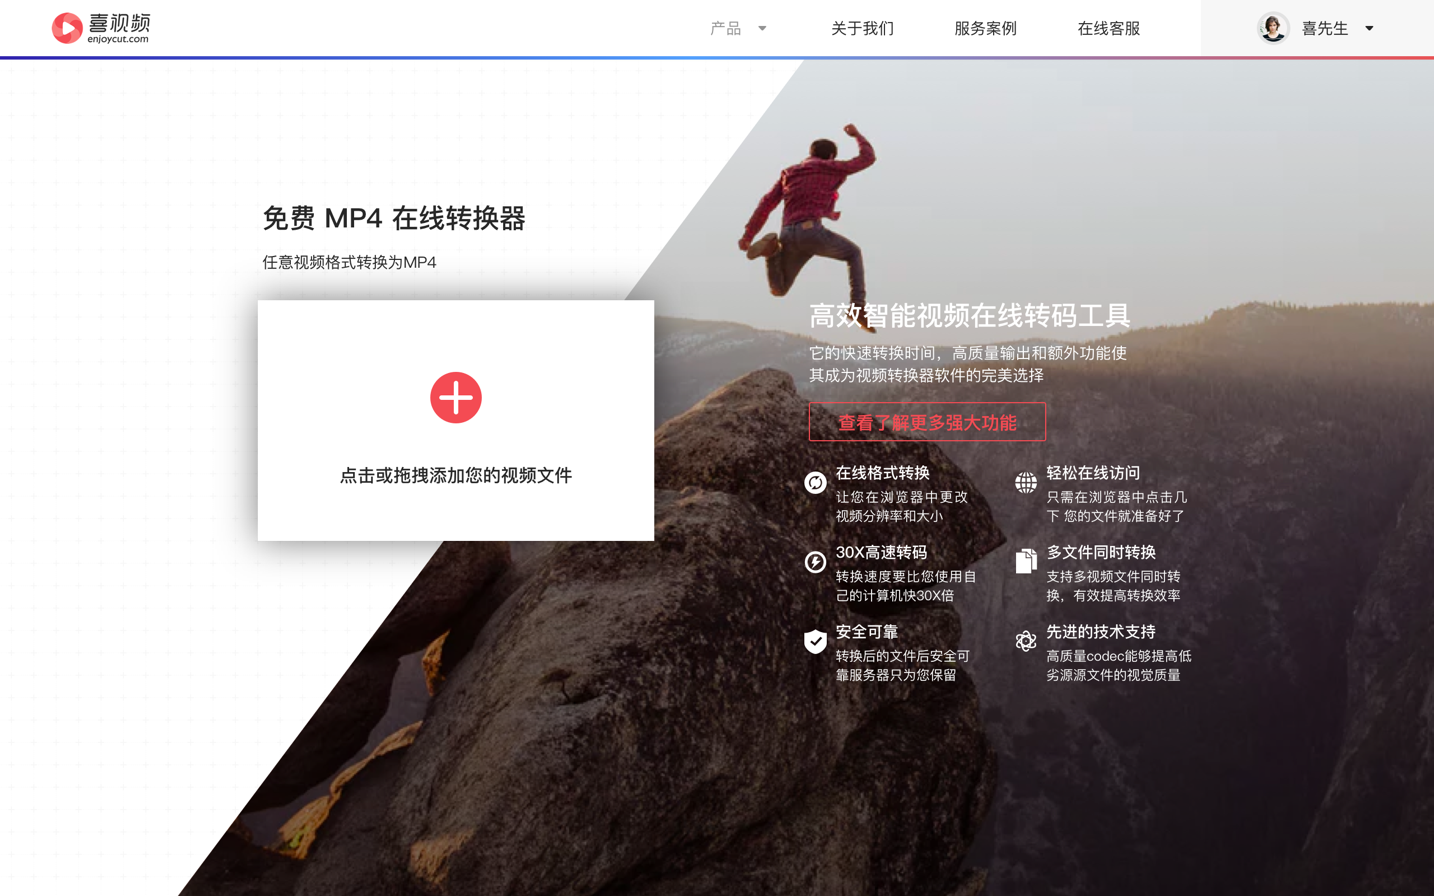 喜视频
enjoycut.com
产品
关于我们
服务案例
在线客服
喜先生
免费 MP4 在线转换器
任意视频格式转换为MP4
点击或拖拽添加您的视频文件
高效智能视频在线转码工具
它的快速转换时间，高质量输出和额外功能使
其成为视频转换器软件的完美选择
查看了解更多强大功能
在线格式转换
让您在浏览器中更改
视频分辨率和大小
轻松在线访问
只需在浏览器中点击几
下 您的文件就准备好了
30X高速转码
转换速度要比您使用自
己的计算机快30X倍
多文件同时转换
支持多视频文件同时转
换，有效提高转换效率
安全可靠
转换后的文件后安全可
靠服务器只为您保留
先进的技术支持
高质量codec能够提高低
劣源源文件的视觉质量